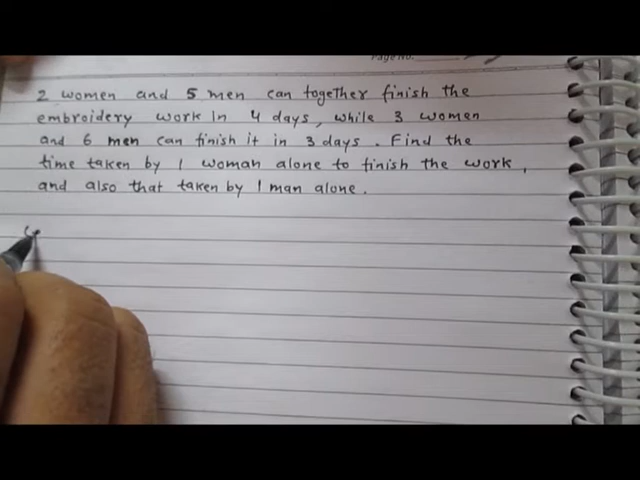 Page No.
2 women and 5 men can together finish the
embroidery work in 4 days, while 3 women
and 6 men can finish it in 3 days. Find the
time taken by 1 woman alone to finish the work,
and also that taken by 1 man alone.